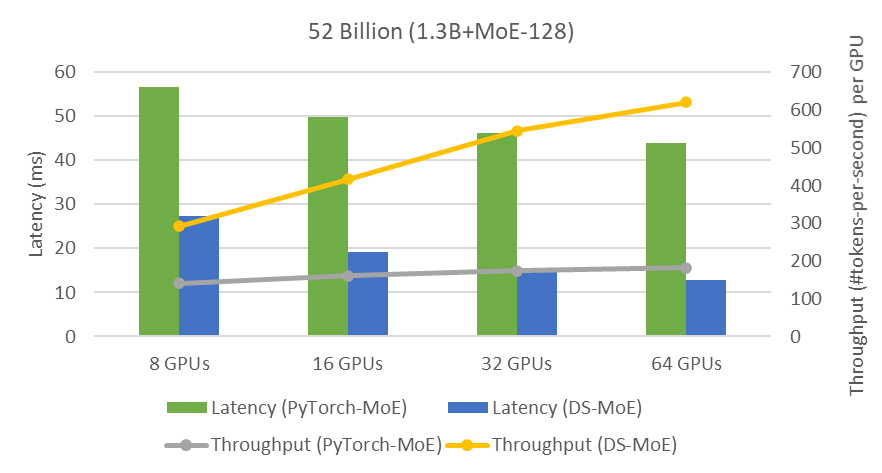 52 Billion (1.3B+MoE-128)
Latency (ms)
60
50
40
30
20
10
0
Throughput (#tokens-per-second) per GPU
700
600
500
400
300
200
100
0
8 GPUs 16 GPUs 32 GPUs 64 GPUs
Latency (PyTorch-MoE) Latency (DS-MoE)
Throughput (PyTorch-MoE) Throughput (DS-MoE)